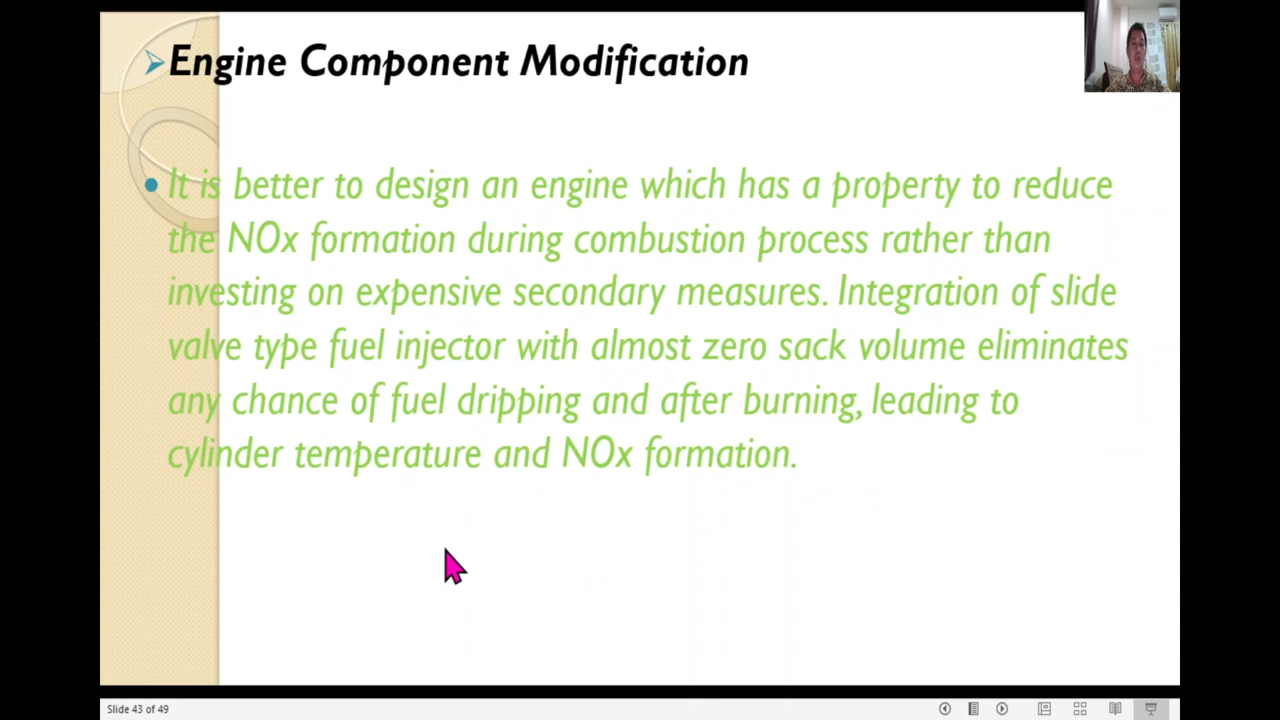 Engine Component Modification
It is better to design an engine which has a property to reduce
the NOx formation during combustion process rather than
investing on expensive secondary measures. Integration of slide
valve type fuel injector with almost zero sack volume eliminates
any chance of fuel dripping and after burning, leading to
cylinder temperature and NOx formation.
Slide 43 of 49